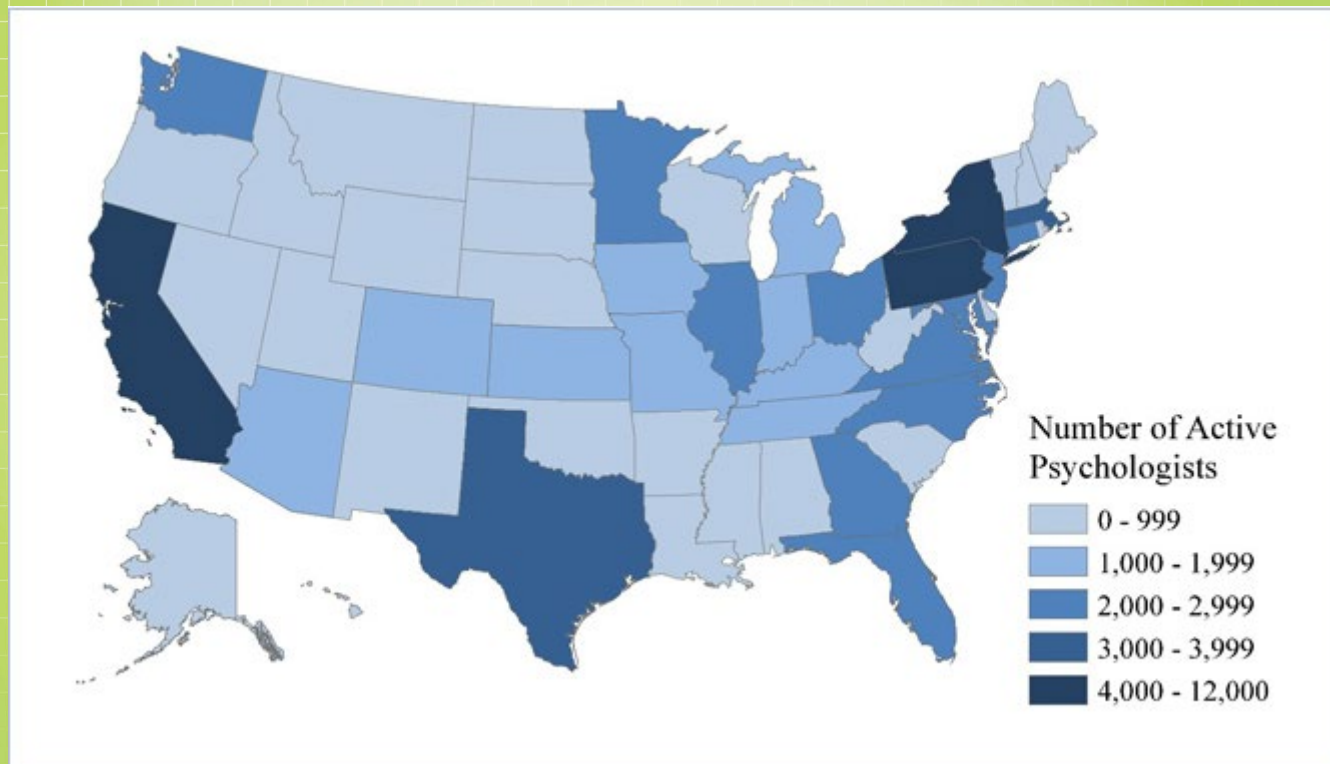 Number of Active
Psychologists
0 - 999
1,000 - 1,999
2,000 - 2,999
3,000 - 3,999
4,000 - 12,000